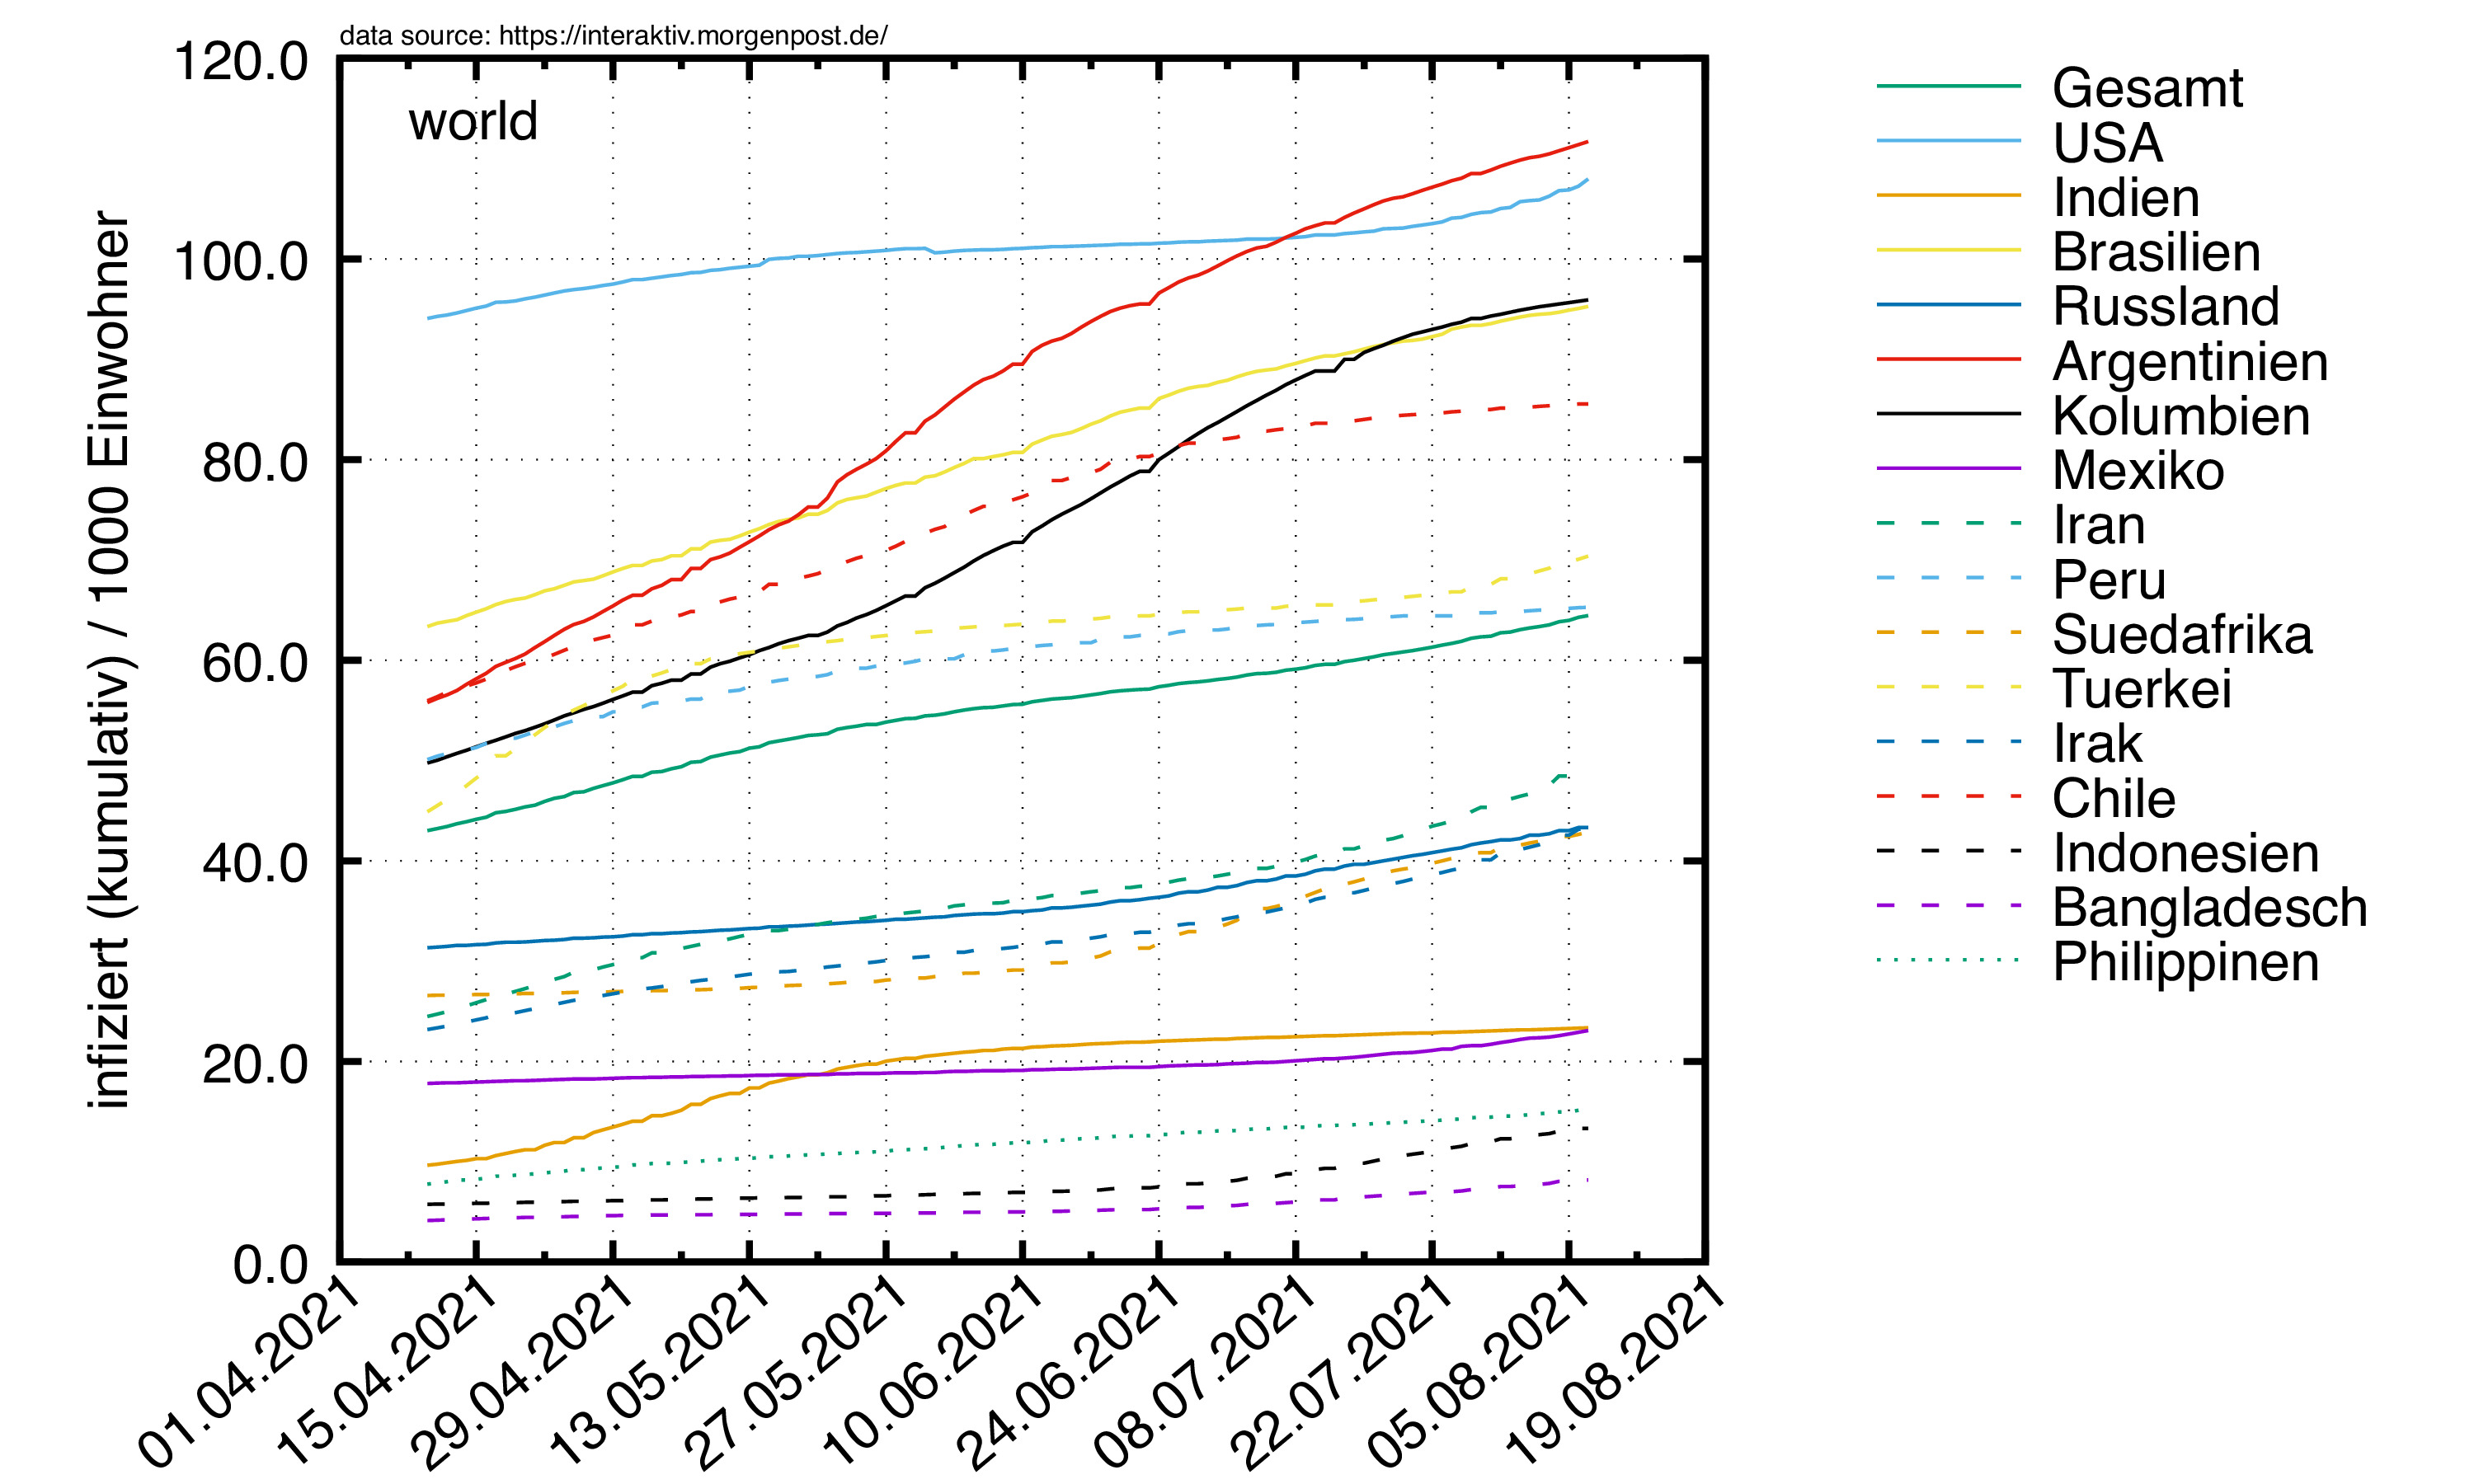 data source: https://interaktiv.morgenpost.de/
world
infiziert (kumulativ) / 1000 Einwohner
120.0
100.0
80.0
60.0
40.0
20.0
0.0
01.04.2021
15.04.2021
29.04.2021
13.05.2021
27.05.2021
10.06.2021
24.06.2021
08.07.2021
22.07.2021
05.08.2021
19.08.2021
Gesamt
USA
Indien
Brasilien
Russland
Argentinien
Kolumbien
Mexiko
Iran
Peru
Suedafrika
Tuerkei
Irak
Chile
Indonesien
Bangladesch
Philippinen